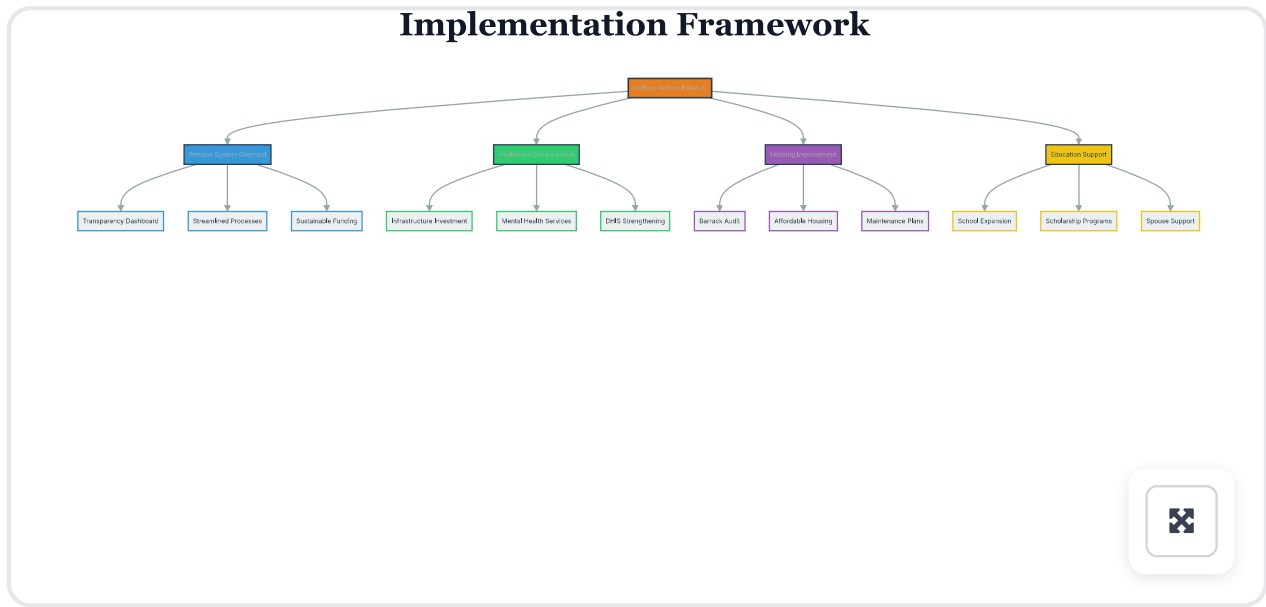 Implementation Framework
Pension System Overhaul
Healthcare Enhancement
Housing Improvement
Education Support
Transparency Dashboard
Streamlined Processes
Sustainable Funding
Infrastructure Investment
Mental Health Services
DHIS Strengthening
Barrack Audit
Affordable Housing
Maintenance Plans
School Expansion
Scholarship Programs
Spouse Support